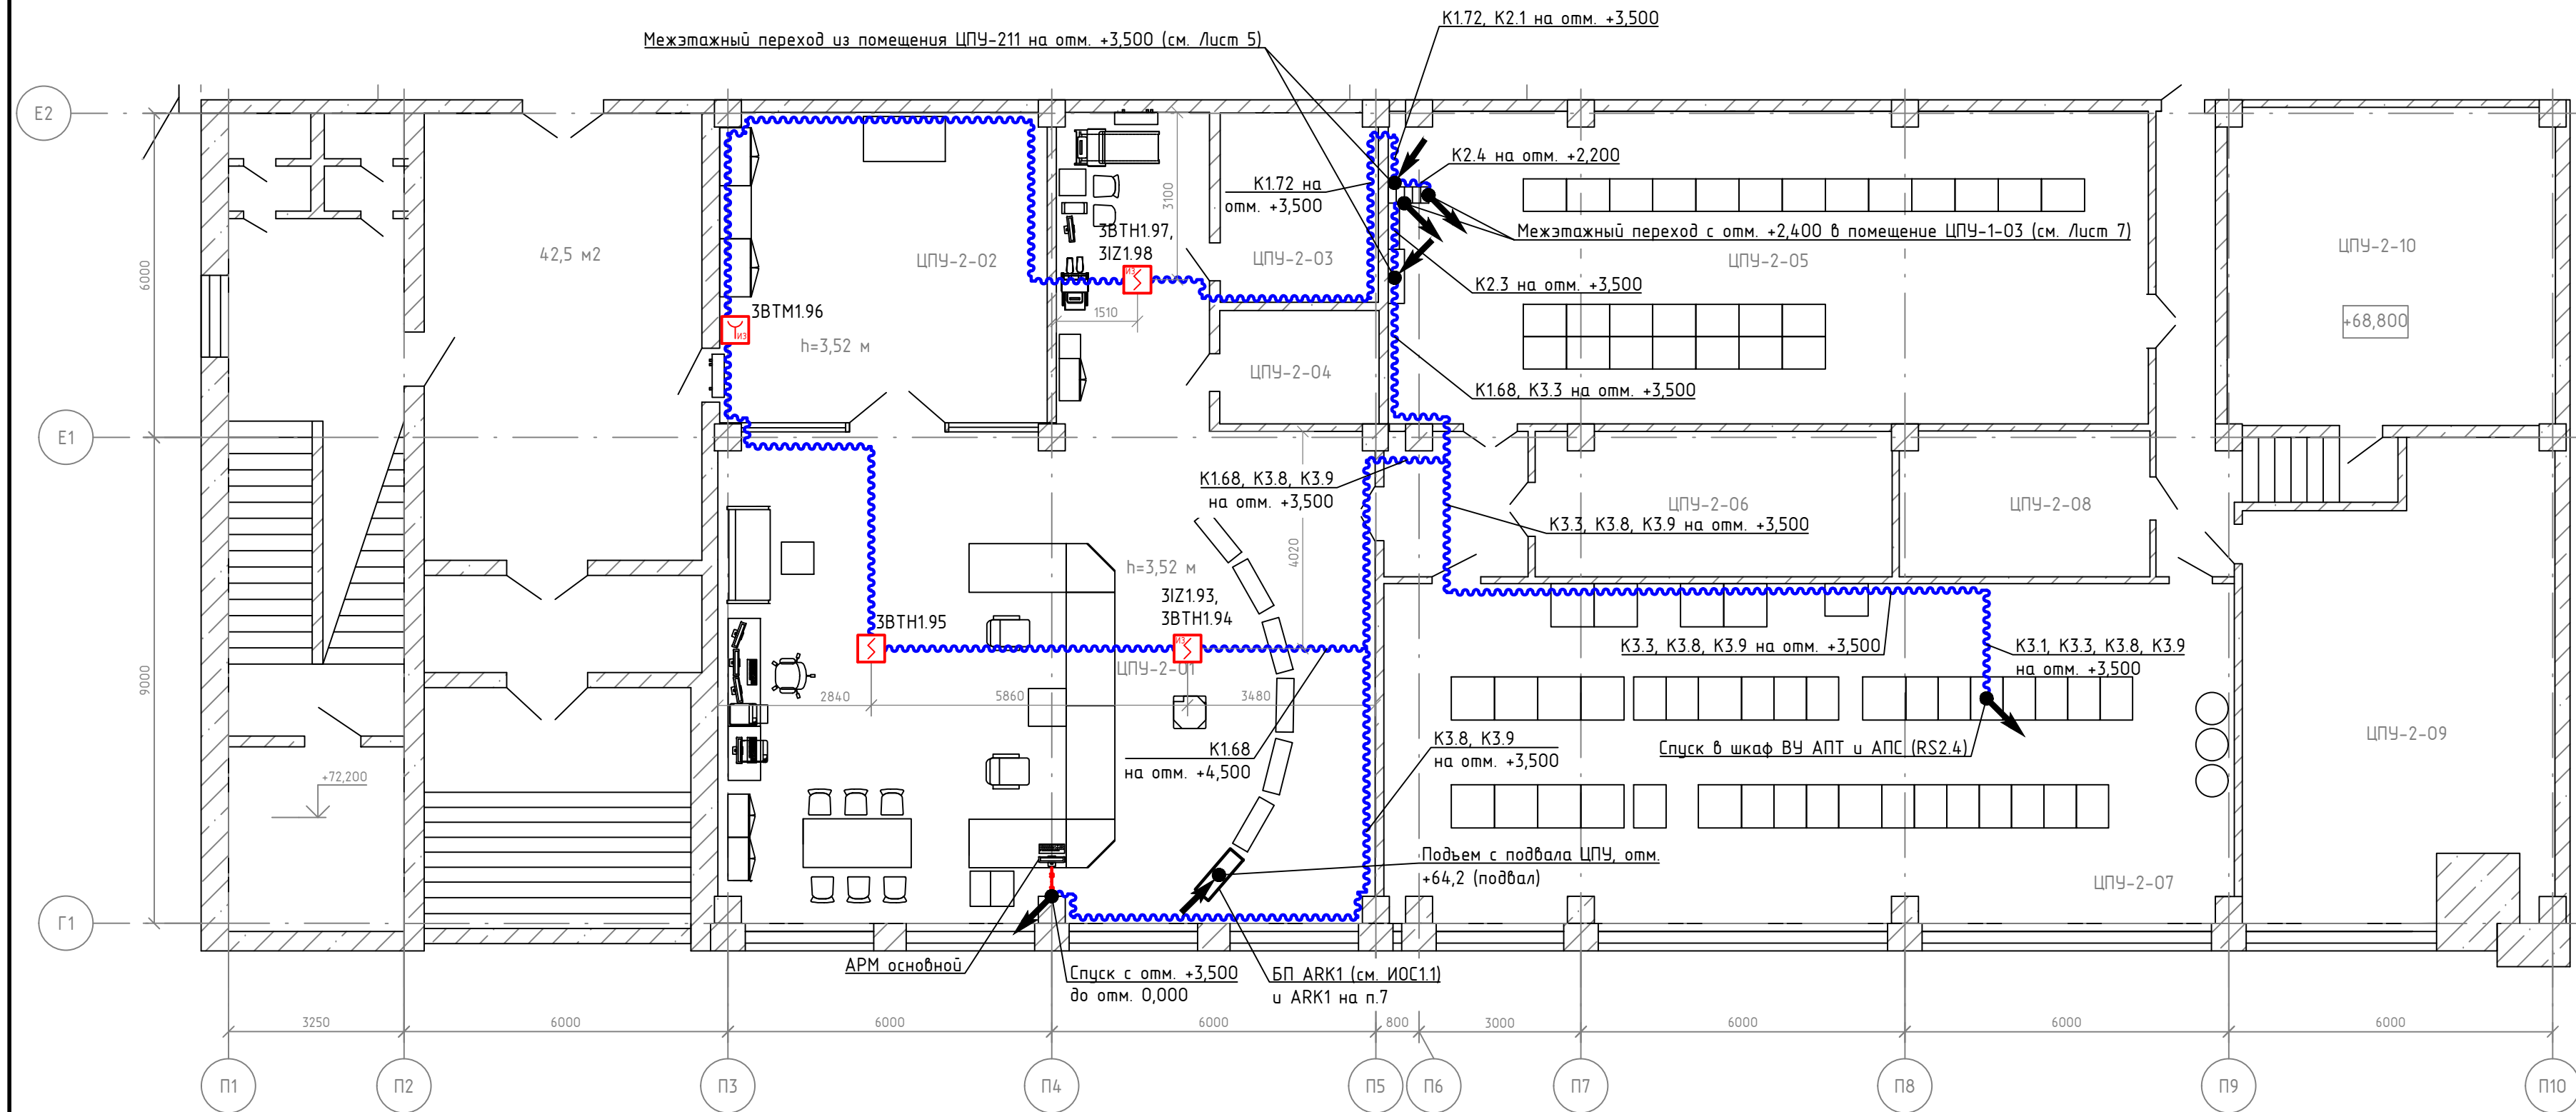 К1.72, К2.1 на отм. +3,500
Межэтажный переход из помещения ЦПУ-211 на отм. +3,500 (см. Лист 5)
Е2
К2.4 на отм. +2,200
К1.72 на
отм. +3,500
3100
3BTH1.97,
3IZ1.98
ИЗ
Межэтажный переход с отм. +2,400 в помещение ЦПУ-1-03 (см. Лист 7)
42,5 м2
ЦПУ-2-02
ЦПУ-2-03
ЦПУ-2-05
ЦПУ-2-10
6000
К2.3 на отм. +3,500
3BTM1.96
ИЗ
1510
+68,800
h=3,52 м
ЦПУ-2-04
К1.68, К3.3 на отм. +3,500
Е1
К1.68, К3.8, К3.9
на отм. +3,500
ЦПУ-2-06
ЦПУ-2-08
К3.3, К3.8, К3.9 на отм. +3,500
4020
h=3,52 м
3IZ1.93,
3BTH1.94
ИЗ
3BTH1.95
К3.3, К3.8, К3.9 на отм. +3,500
К3.1, К3.3, К3.8, К3.9
на отм. +3,500
ЦПУ-2-01
9000
2840
5860
3480
К1.68
на отм. +4,500
К3.8, К3.9
на отм. +3,500
Спуск в шкаф ВУ АПТ и АПС (RS2.4)
ЦПУ-2-09
+72,200
Подъем с подвала ЦПУ, отм.
+64,2 (подвал)
ЦПУ-2-07
Г1
АРМ основной
Спуск с отм. +3,500
до отм. 0,000
БП ARK1 (см. ИОС1.1)
и ARK1 на п.7
3250
6000
6000
6000
800
3000
6000
6000
6000
П1
П2
П3
П4
П5
П6
П7
П8
П9
П10